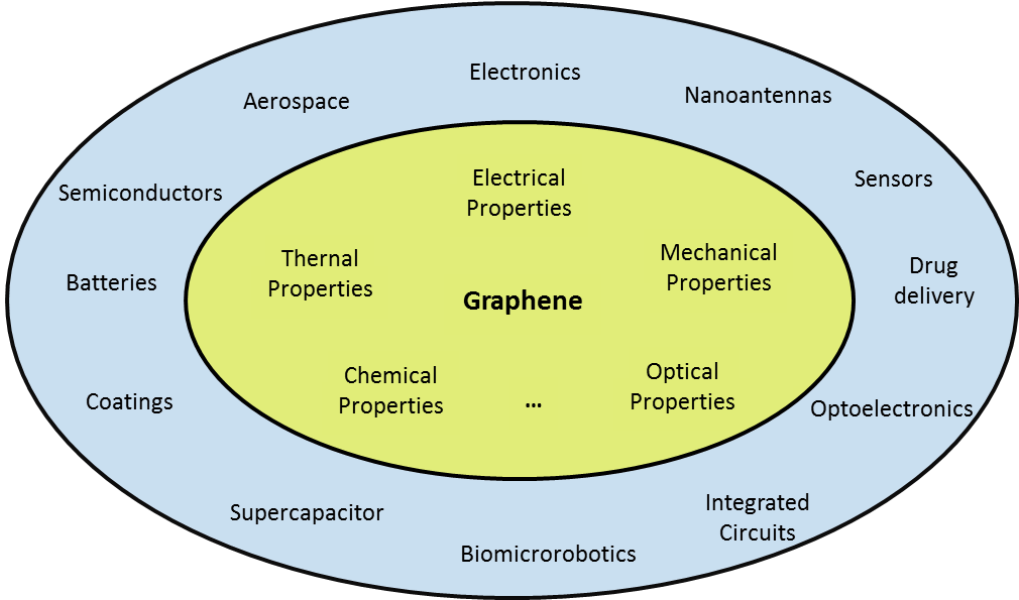 Electronics
Aerospace
Nanoantennas
Semiconductors
Sensors
Batteries
Drug
delivery
Coatings
Optoelectronics
Supercapacitor
Integrated
Circuits
Biomicrorobotics
Electrical
Properties
Thernal
Properties
Mechanical
Properties
Graphene
Chemical
Properties
...
Optical
Properties